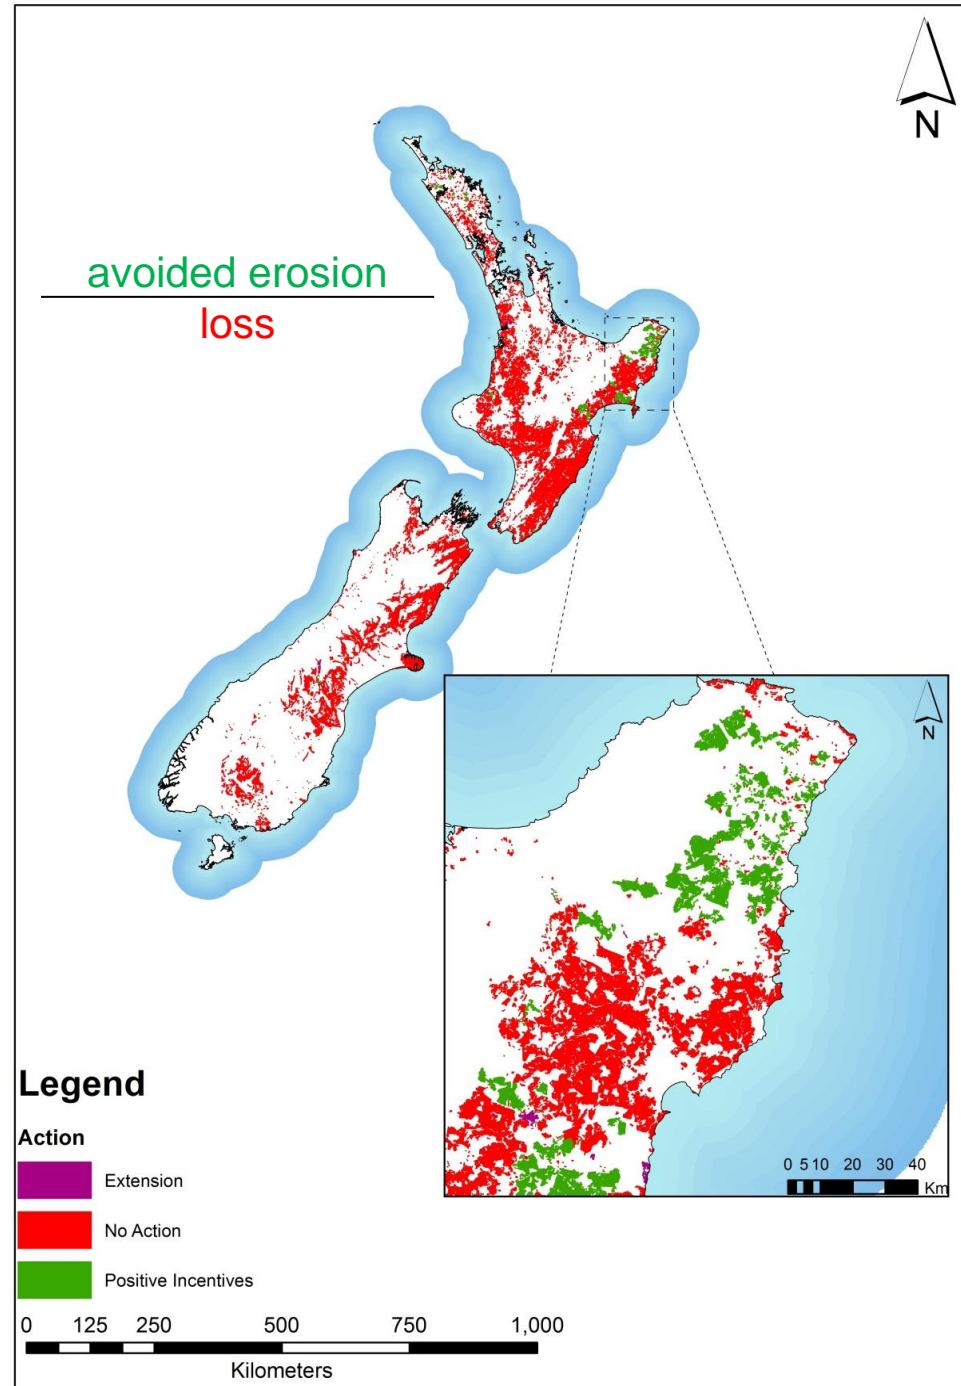 N
avoided erosion
loss
N
0 5 10 20 30 40
Km
Legend
Action
Extension
No Action
Positive Incentives
0 125 250 500 750 1,000
Kilometers